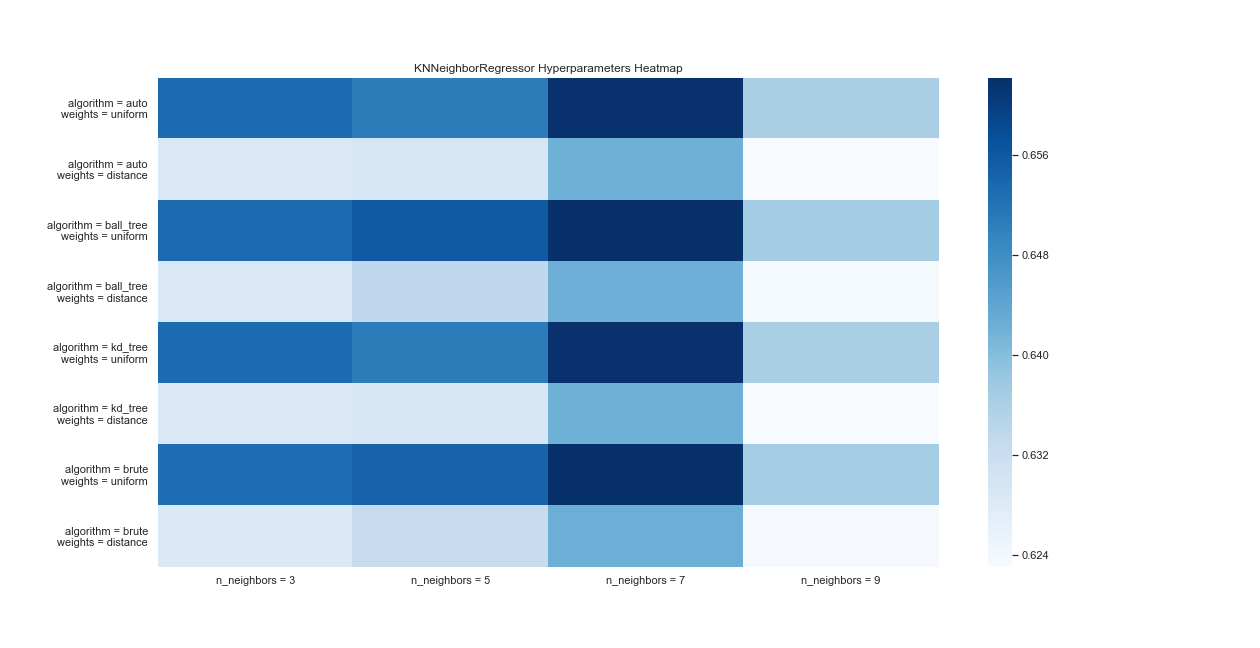 KNNeighborRegressor Hyperparameters Heatmap
algorithm = auto
weights = uniform
algorithm = auto
weights = distance
algorithm = ball_tree
weights = uniform
algorithm = ball_tree
weights = distance
algorithm = kd_tree
weights = uniform
algorithm = kd_tree
weights = distance
algorithm = brute
weights = uniform
algorithm = brute
weights = distance
n_neighbors = 3
n_neighbors = 5
n_neighbors = 7
n_neighbors = 9
0.656
0.648
0.640
0.632
0.624